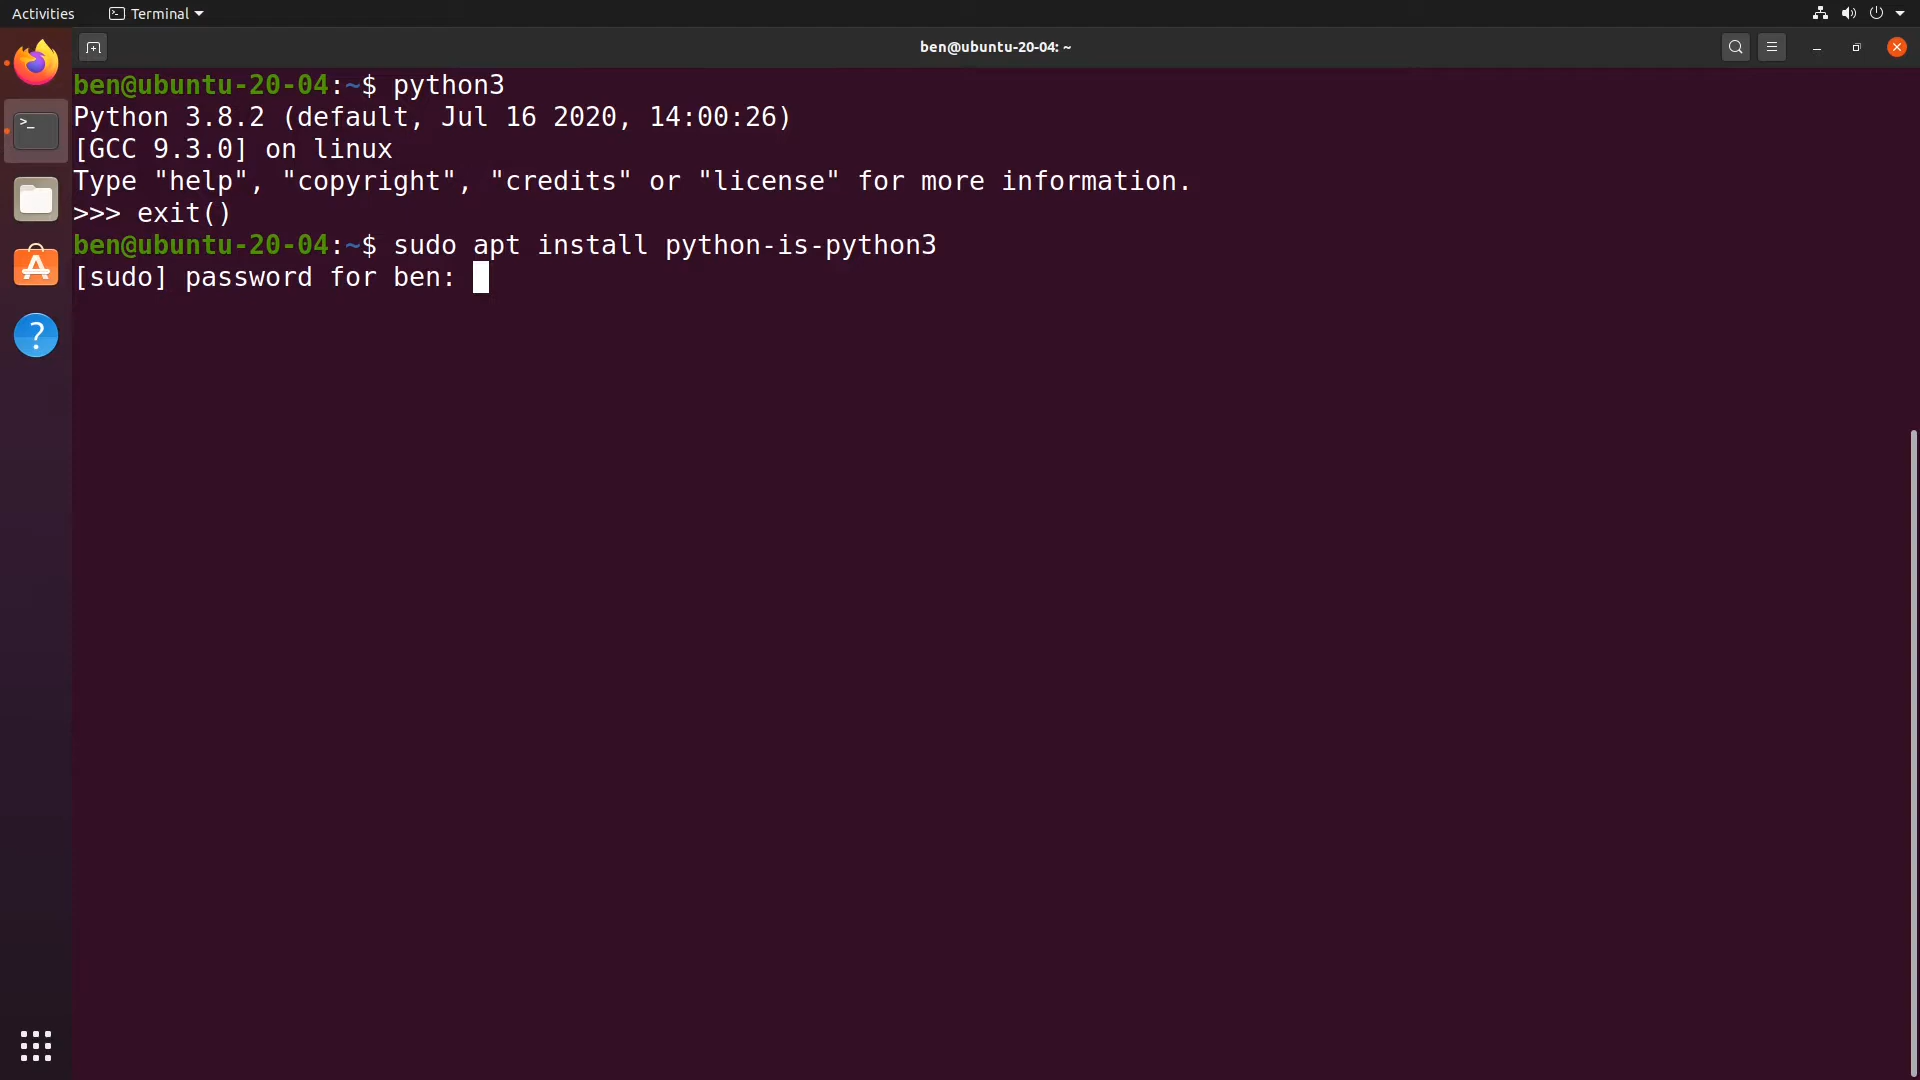 Activities
Terminal
ben@ubuntu-20-04: ~
ben@ubuntu-20-04:~$ python3
Python 3.8.2 (default, Jul 16 2020, 14:00:26)
[GCC 9.3.0] on linux
Type "help", "copyright", "credits" or "license" for more information.
>>> exit()
ben@ubuntu-20-04:~$ sudo apt install python-is-python3
[sudo] password for ben: